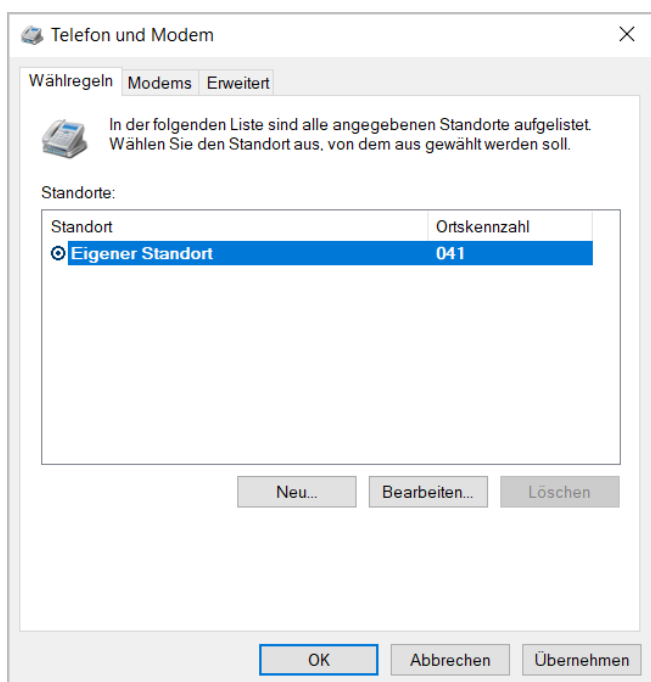 Telefon und Modem
Wählregeln Modems Erweitert
In der folgenden Liste sind alle angegebenen Standorte aufgelistet.
Wählen Sie den Standort aus, von dem aus gewählt werden soll.
Standorte:
Standort Ortskennzahl
Eigener Standort 041
Neu... Bearbeiten... Löschen
OK Abbrechen Übernehmen